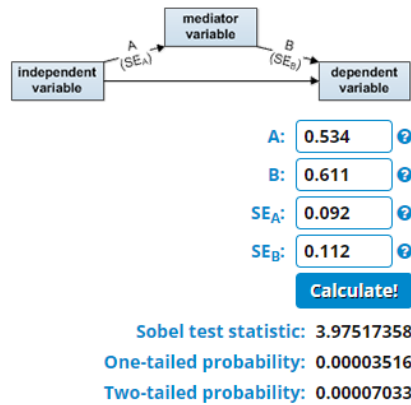 mediator
variable
A
(SEA)
B
(SEB)
independent
variable
dependent
variable
A: 0.534 ?
B: 0.611 ?
SEA: 0.092 ?
SEB: 0.112 ?
Calculate!
Sobel test statistic: 3.97517358
One-tailed probability: 0.00003516
Two-tailed probability: 0.00007033